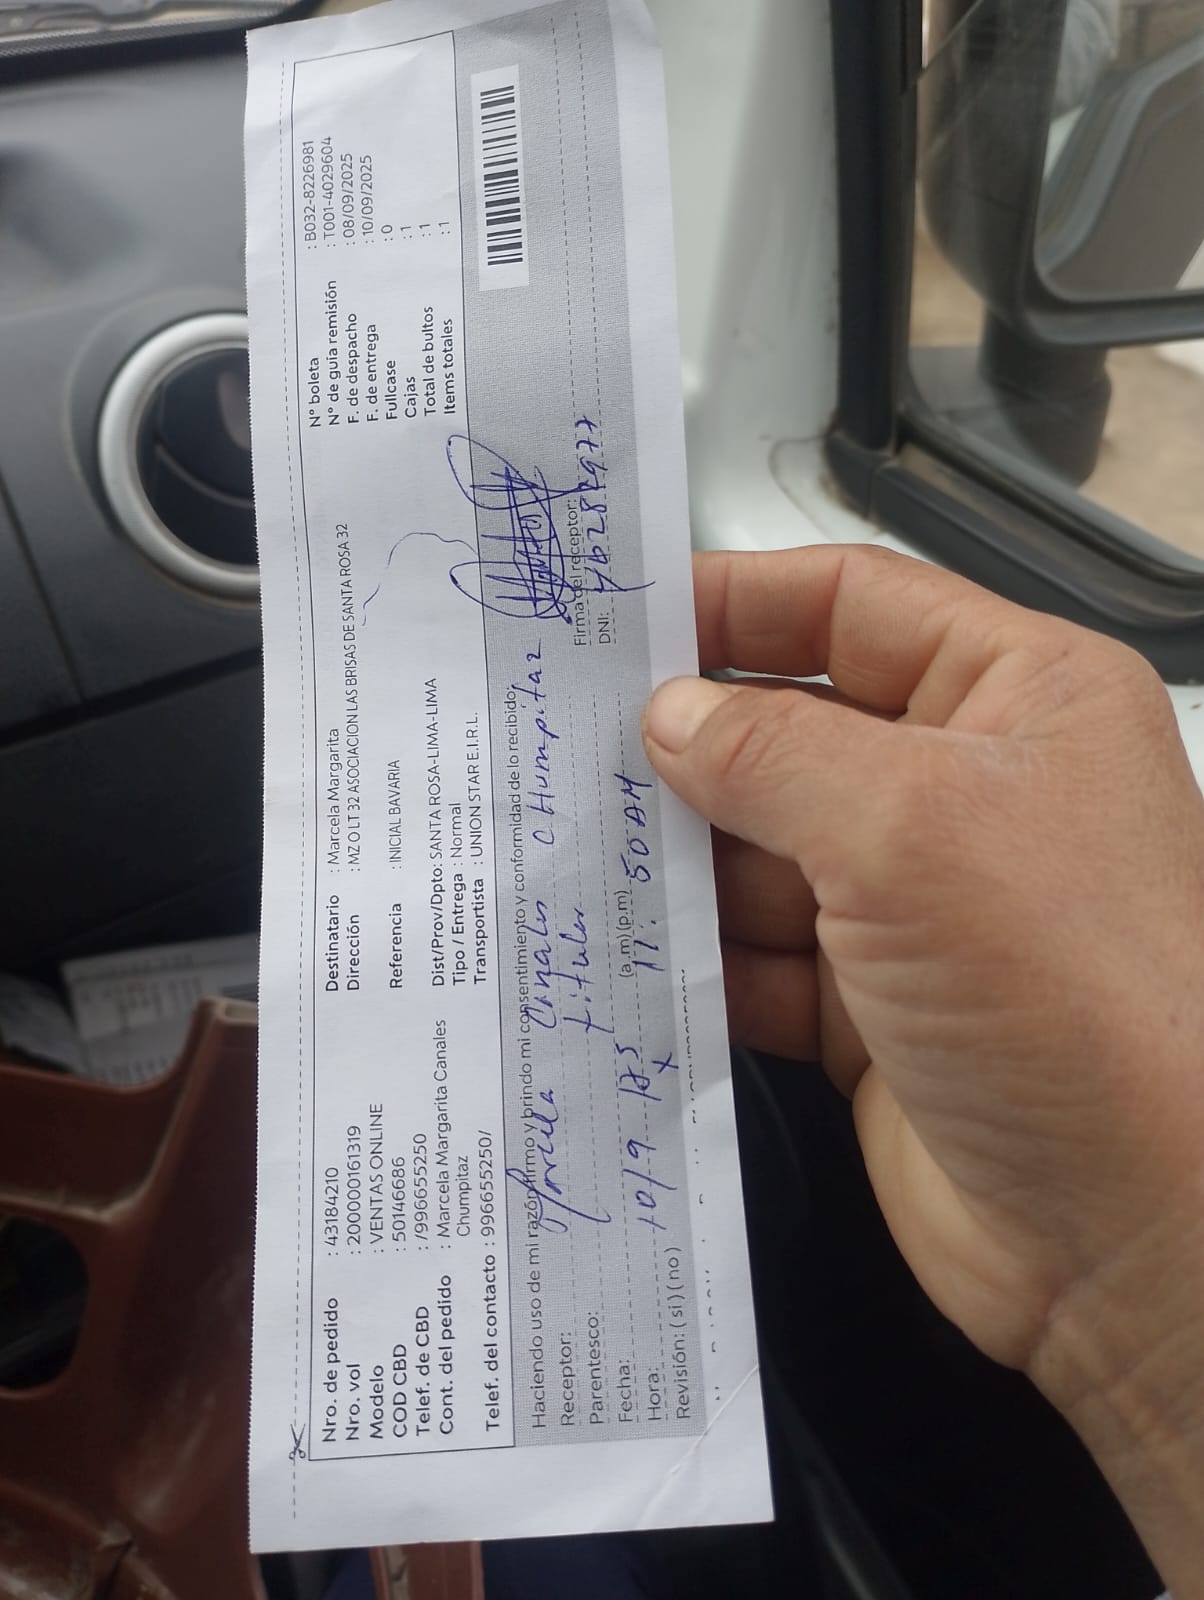 Nro. de pedido : 43184210
Nro. vol : 200000161319
Modelo : VENTAS ONLINE
COD CBD : 50146686
Telef. de CBD : /996655250
Cont. del pedido : Marcela Margarita Canales
Chumpitaz
Telef. del contacto : 996655250/
Destinatario : Marcela Margarita
Dirección : MZ O LT 32 ASOCIACION LAS BRISAS DE SANTA ROSA 32
Referencia : INICIAL BAVARIA
Dist/Prov/Dpto: SANTA ROSA-LIMA-LIMA
Tipo / Entrega : Normal
Transportista : UNION STAR E.I.R.L.
N° boleta : B032-8226981
N° de guía remisión : T001-4029604
F. de despacho : 08/09/2025
F. de entrega : 10/09/2025
Fullcase : 0
Cajas : 1
Total de bultos : 1
Items totales : 1
Haciendo uso de mi razón firmo y brindo mi consentimiento y conformidad de lo recibido:
Receptor: Marcela Canales Chumpitaz
Parentesco: titular
Fecha: 10/9
Hora: (a.m) (p.m) 11:50 AM
Revisión: ( si ) ( no ) X
Firma del receptor:
DNI: